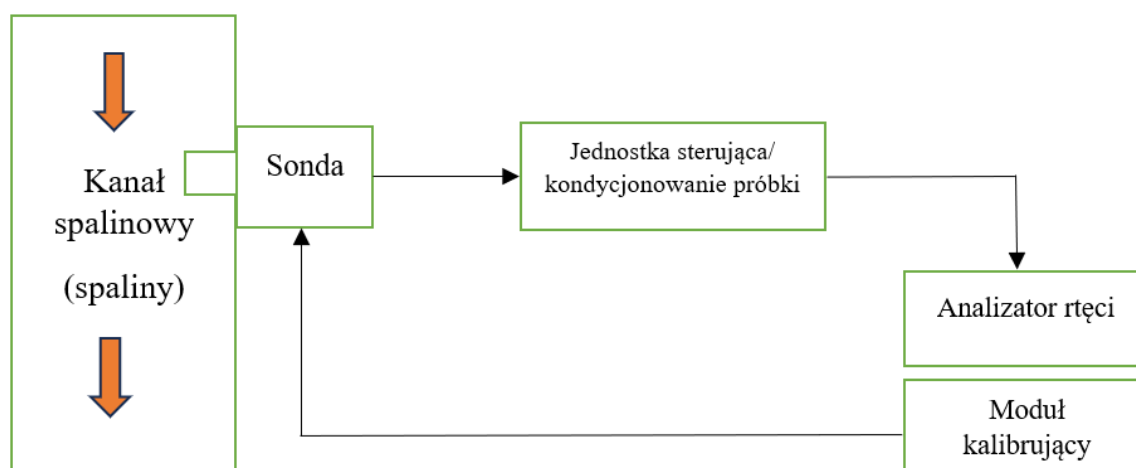 Kanał
spalinowy
(spaliny)
Sonda
Jednostka sterująca/
kondycjonowanie próbki
Analizator rtęci
Moduł
kalibrujący